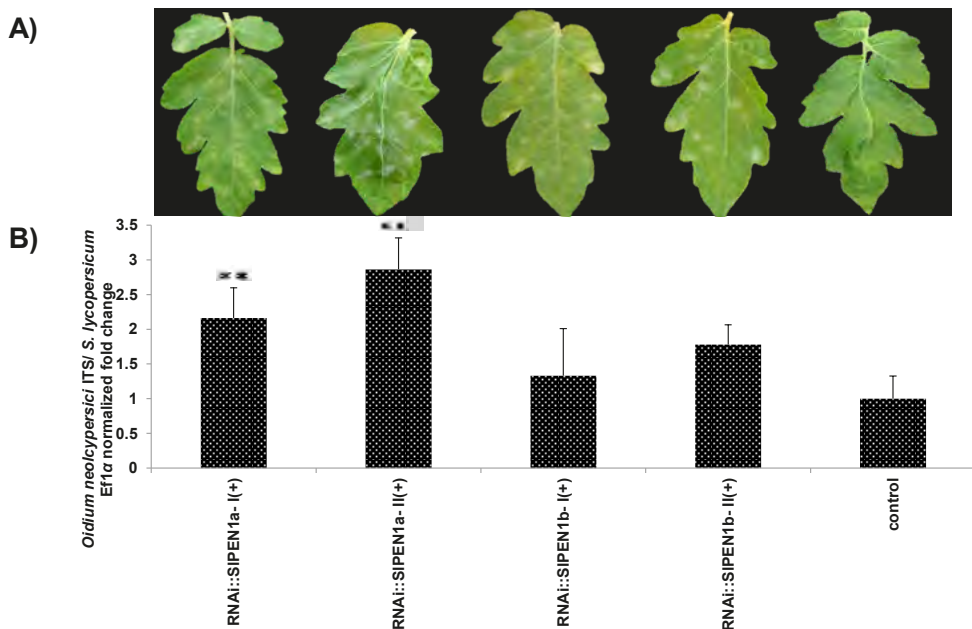 A)
B)
Oidium neolcypersici ITS/ S. lycopersicum
Ef1α normalized fold change
3.5
3
2.5
2
1.5
1
0.5
0
**
**
RNAi::SlPEN1a- I(+)
RNAi::SlPEN1a- II(+)
RNAi::SlPEN1b- I(+)
RNAi::SlPEN1b- II(+)
control